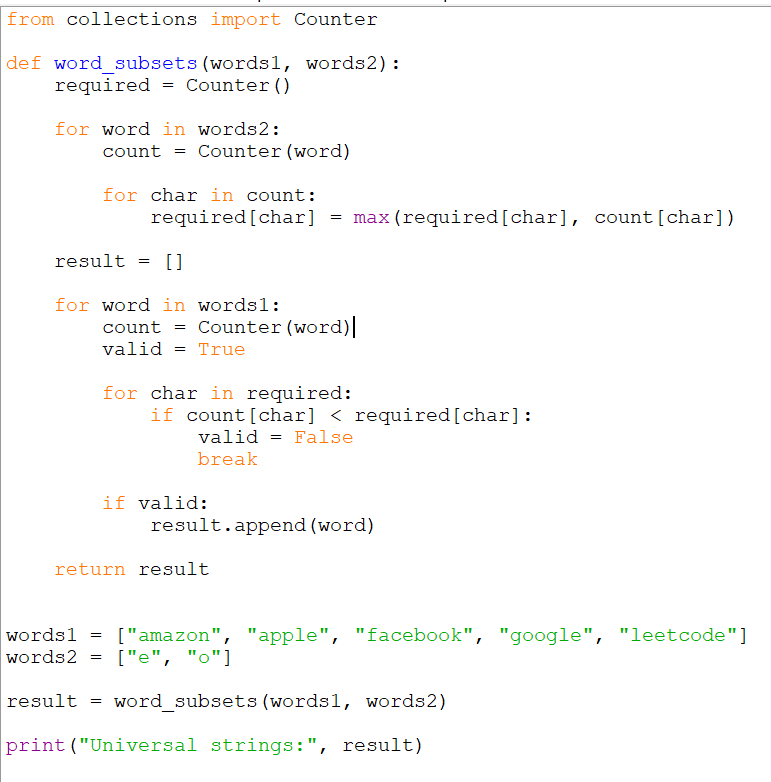 from collections import Counter

def word_subsets(words1, words2):
    required = Counter()

    for word in words2:
        count = Counter(word)

        for char in count:
            required[char] = max(required[char], count[char])

    result = []

    for word in words1:
        count = Counter(word)
        valid = True

        for char in required:
            if count[char] < required[char]:
                valid = False
                break

        if valid:
            result.append(word)

    return result


words1 = ["amazon", "apple", "facebook", "google", "leetcode"]
words2 = ["e", "o"]

result = word_subsets(words1, words2)

print("Universal strings:", result)